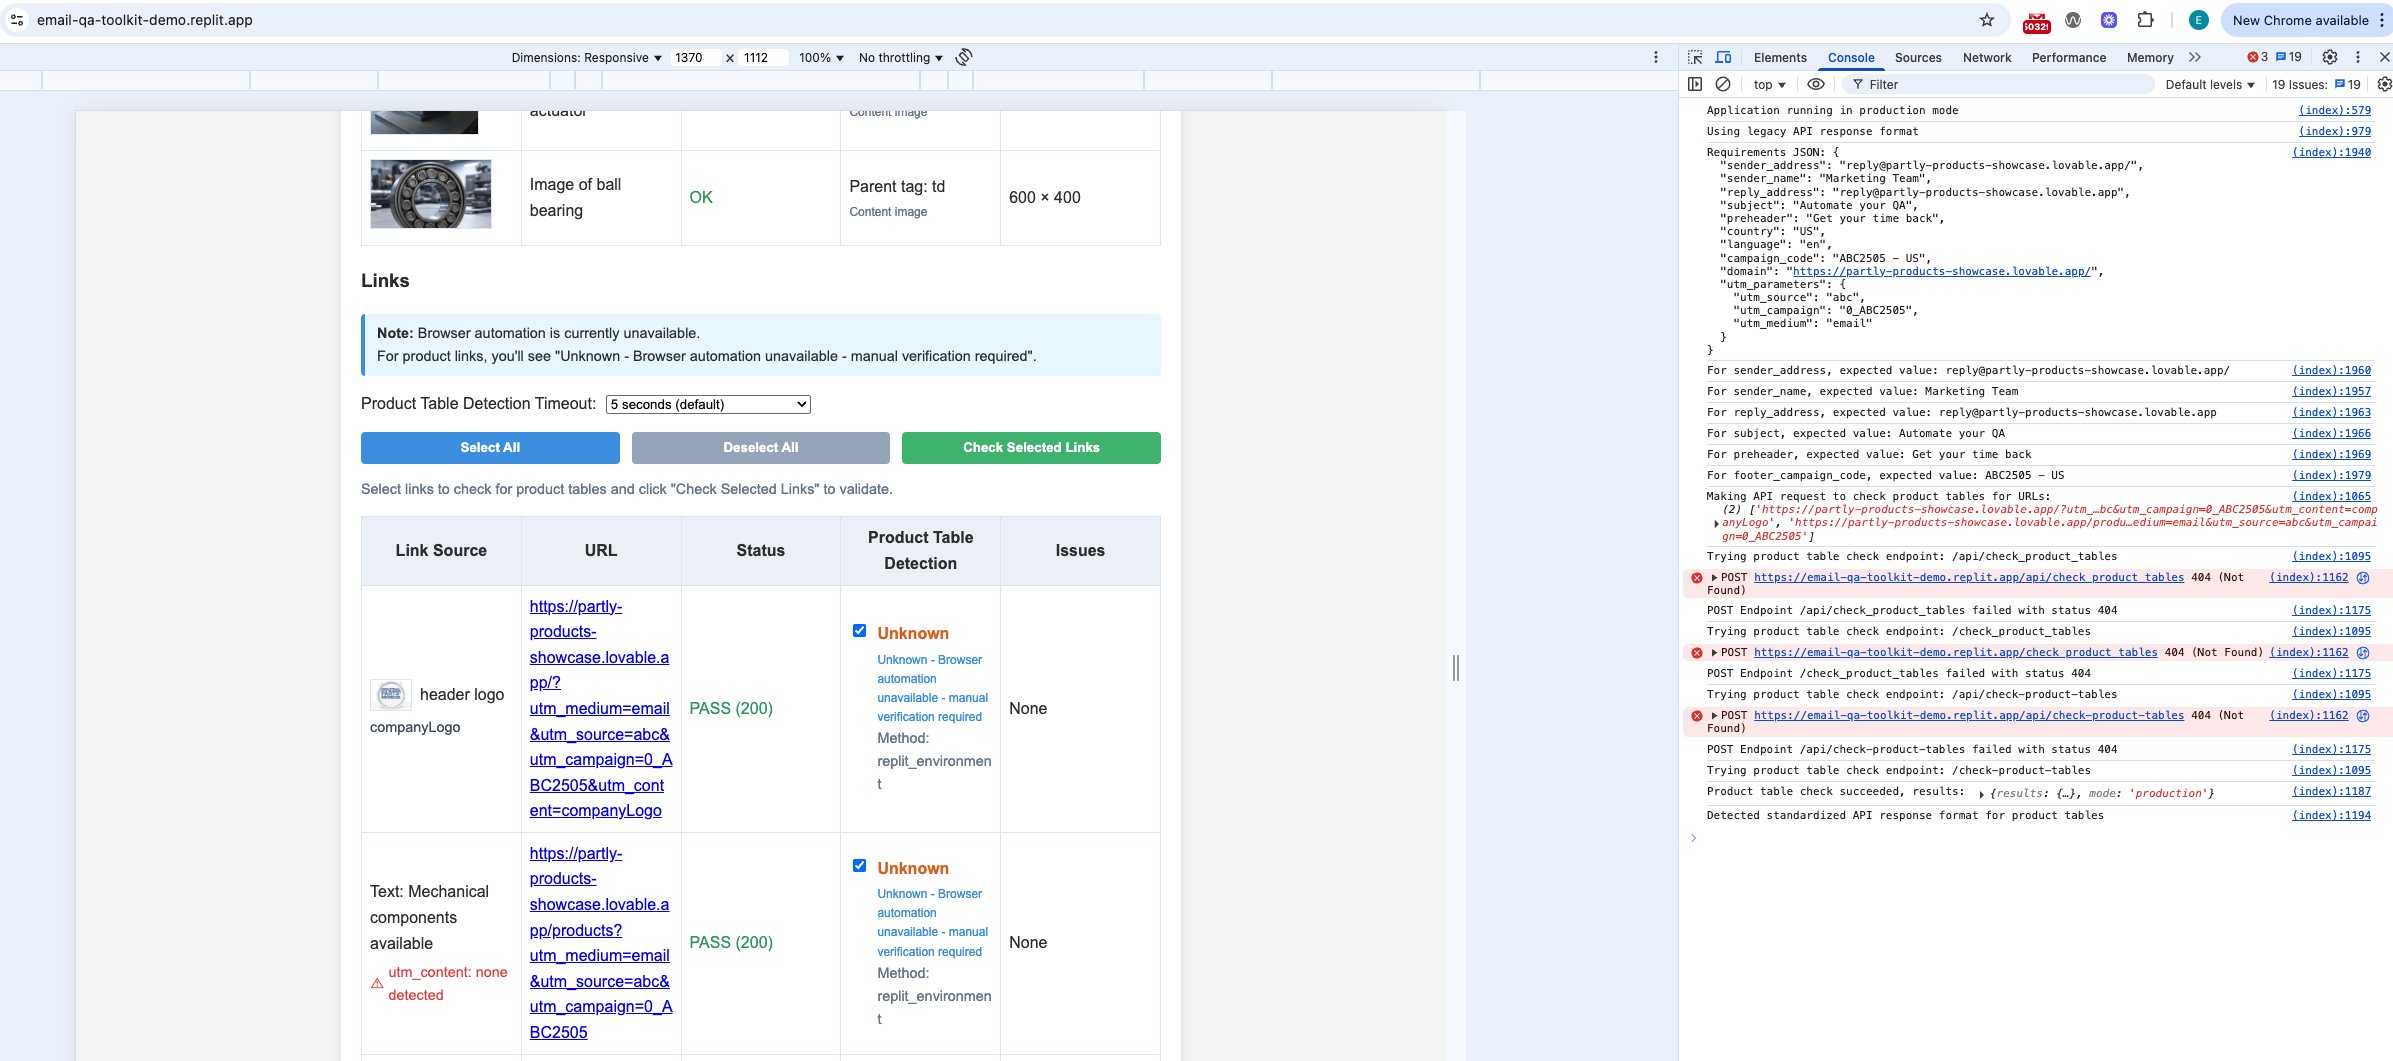 email-qa-toolkit-demo.replit.app
E
New Chrome available
Dimensions: Responsive
1370
x
1112
100%
No throttling
Elements
Console
Sources
Network
Performance
Memory
3
19
top
Filter
Default levels
19 Issues:
19
actuator
Content image
Image of ball
bearing
OK
Parent tag: td
Content image
600 × 400
Links
Note: Browser automation is currently unavailable.
For product links, you'll see "Unknown - Browser automation unavailable - manual verification required".
Product Table Detection Timeout:
5 seconds (default)
Select All
Deselect All
Check Selected Links
Select links to check for product tables and click "Check Selected Links" to validate.
Link Source
URL
Status
Product Table
Detection
Issues
header logo
companyLogo
https://partly-
products-
showcase.lovable.a
pp/?
utm_medium=email
&utm_source=abc&
utm_campaign=0_A
BC2505&utm_cont
ent=companyLogo
PASS (200)
Unknown
Unknown - Browser
automation
unavailable - manual
verification required
Method:
replit_environmen
t
None
Text: Mechanical
components
available
utm_content: none
detected
https://partly-
products-
showcase.lovable.a
pp/products?
utm_medium=email
&utm_source=abc&
utm_campaign=0_A
BC2505
PASS (200)
Unknown
Unknown - Browser
automation
unavailable - manual
verification required
Method:
replit_environmen
t
None
Application running in production mode (index):579
Using legacy API response format (index):979
Requirements JSON: { (index):1940
"sender_address": "reply@partly-products-showcase.lovable.app/",
"sender_name": "Marketing Team",
"reply_address": "reply@partly-products-showcase.lovable.app",
"subject": "Automate your QA",
"preheader": "Get your time back",
"country": "US",
"language": "en",
"campaign_code": "ABC2505 - US",
"domain": "https://partly-products-showcase.lovable.app/",
"utm_parameters": {
"utm_source": "abc",
"utm_campaign": "0_ABC2505",
"utm_medium": "email"
}
}
For sender_address, expected value: reply@partly-products-showcase.lovable.app/ (index):1960
For sender_name, expected value: Marketing Team (index):1957
For reply_address, expected value: reply@partly-products-showcase.lovable.app (index):1963
For subject, expected value: Automate your QA (index):1966
For preheader, expected value: Get your time back (index):1969
For footer_campaign_code, expected value: ABC2505 - US (index):1979
Making API request to check product tables for URLs: (index):1065
(2) ['https://partly-products-showcase.lovable.app/?utm_…bc&utm_campaign=0_ABC2505&utm_content=comp
anyLogo', 'https://partly-products-showcase.lovable.app/produ…edium=email&utm_source=abc&utm_campai
gn=0_ABC2505']
Trying product table check endpoint: /api/check_product_tables (index):1095
POST https://email-qa-toolkit-demo.replit.app/api/check_product_tables 404 (Not (index):1162
Found)
POST Endpoint /api/check_product_tables failed with status 404 (index):1175
Trying product table check endpoint: /check_product_tables (index):1095
POST https://email-qa-toolkit-demo.replit.app/check_product_tables 404 (Not Found) (index):1162
POST Endpoint /check_product_tables failed with status 404 (index):1175
Trying product table check endpoint: /api/check-product-tables (index):1095
POST https://email-qa-toolkit-demo.replit.app/api/check-product-tables 404 (Not (index):1162
Found)
POST Endpoint /api/check-product-tables failed with status 404 (index):1175
Trying product table check endpoint: /check-product-tables (index):1095
Product table check succeeded, results: {results: {…}, mode: 'production'} (index):1187
Detected standardized API response format for product tables (index):1194